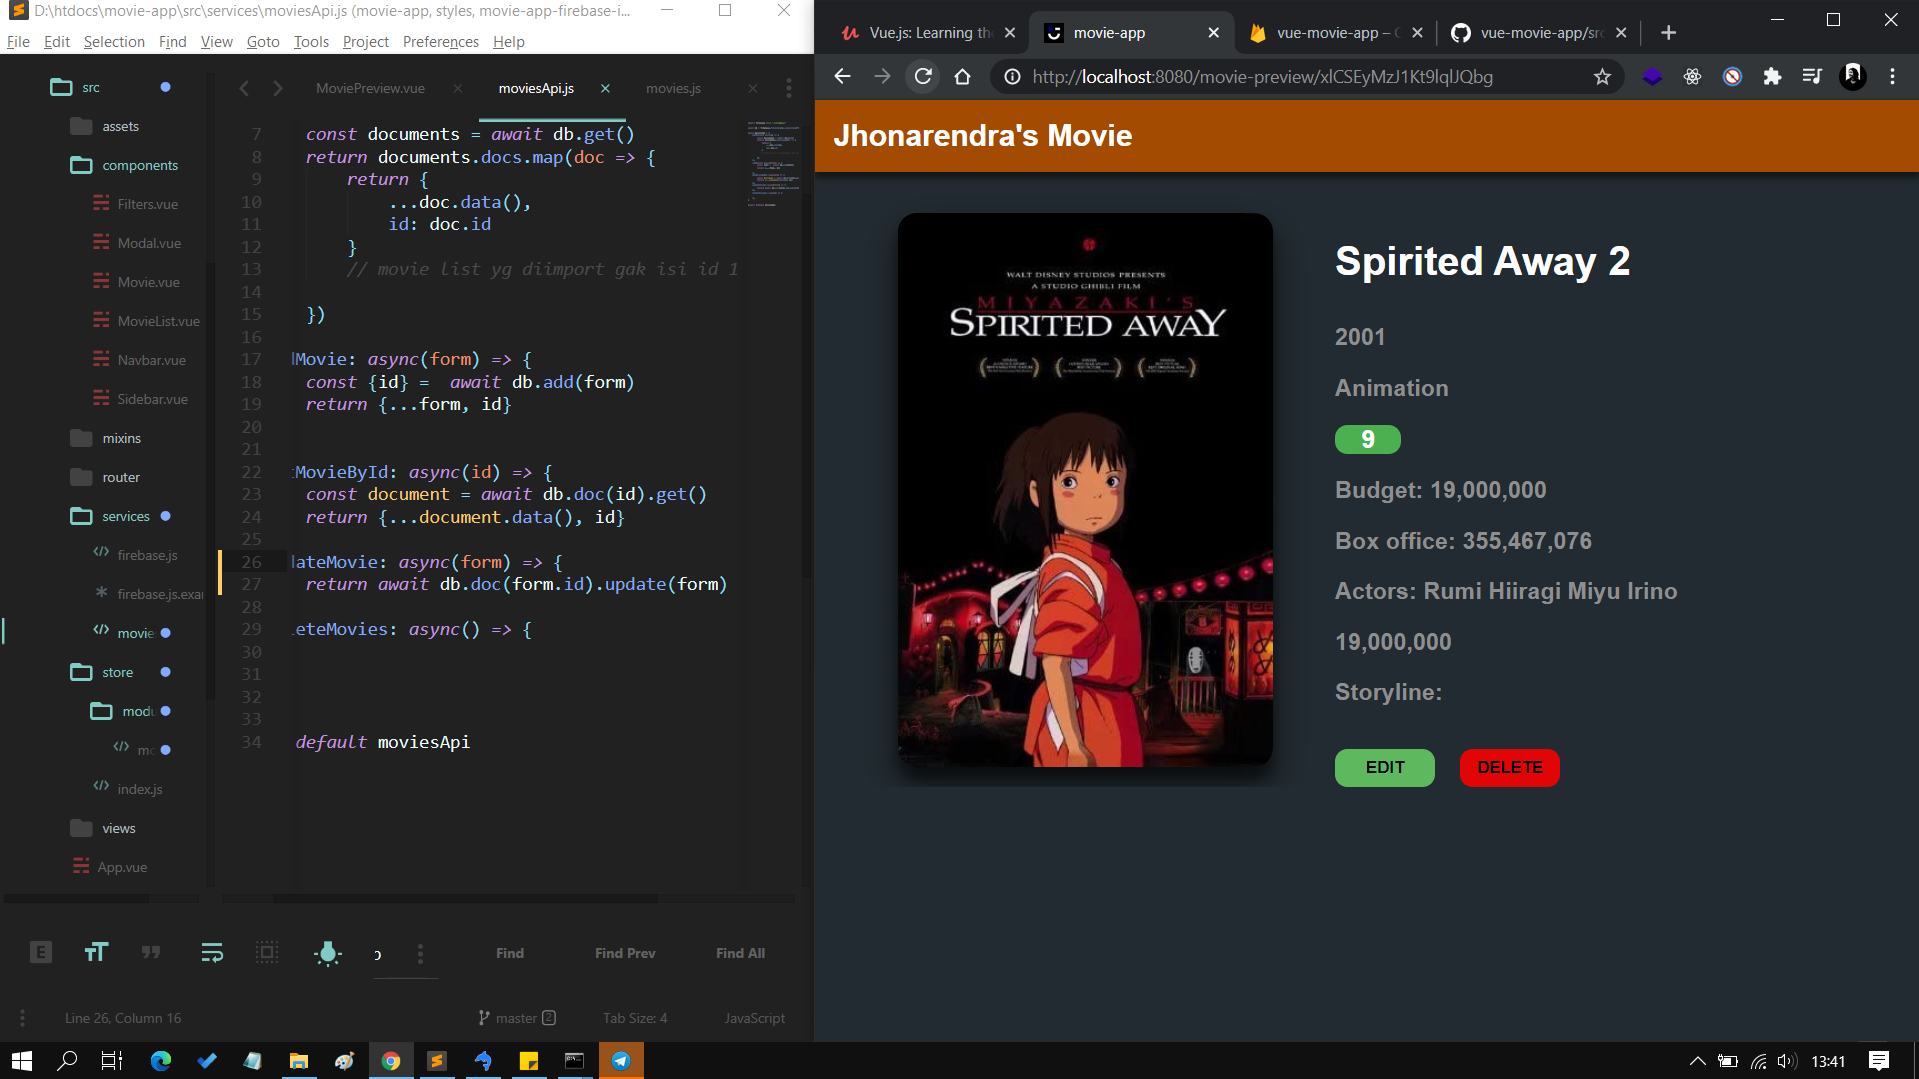 D:\htdocs\movie-app\src\services\moviesApi.js (movie-app, styles, movie-app-firebase-i...
File Edit Selection Find View Goto Tools Project Preferences Help
src
assets
components
Filters.vue
Modal.vue
Movie.vue
MovieList.vue
Navbar.vue
Sidebar.vue
mixins
router
services
firebase.js
firebase.js.exa
movie
store
modu
mo
index.js
views
App.vue
MoviePreview.vue moviesApi.js movies.js
7 const documents = await db.get()
8 return documents.docs.map(doc => {
9 return {
10 ...doc.data(),
11 id: doc.id
12 }
13 // movie list yg diimport gak isi id 1
14
15 })
16
17 Movie: async(form) => {
18 const {id} =  await db.add(form)
19 return {...form, id}
20
21
22 MovieById: async(id) => {
23 const document = await db.doc(id).get()
24 return {...document.data(), id}
25
26 ateMovie: async(form) => {
27 return await db.doc(form.id).update(form)
28
29 eteMovies: async() => {
30
31
32
33
34 default moviesApi
Find Find Prev Find All
Line 26, Column 16 master 2 Tab Size: 4 JavaScript
Vue.js: Learning the movie-app vue-movie-app – vue-movie-app/src
http://localhost:8080/movie-preview/xlCSEyMzJ1Kt9lqlJQbg
Jhonarendra's Movie
WALT DISNEY STUDIOS PRESENTS
A STUDIO GHIBLI FILM
MIYAZAKI'S
SPIRITED AWAY
Spirited Away 2
2001
Animation
9
Budget: 19,000,000
Box office: 355,467,076
Actors: Rumi Hiiragi Miyu Irino
19,000,000
Storyline:
EDIT DELETE
13:41